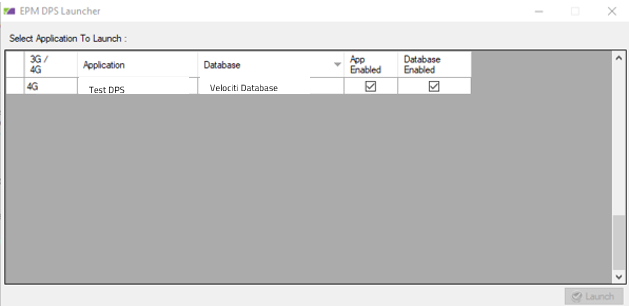 EPM DPS Launcher
Select Application To Launch :
3G /
4G
Application
Database
App
Enabled
Database
Enabled
4G
Test DPS
Velociti Database
Launch